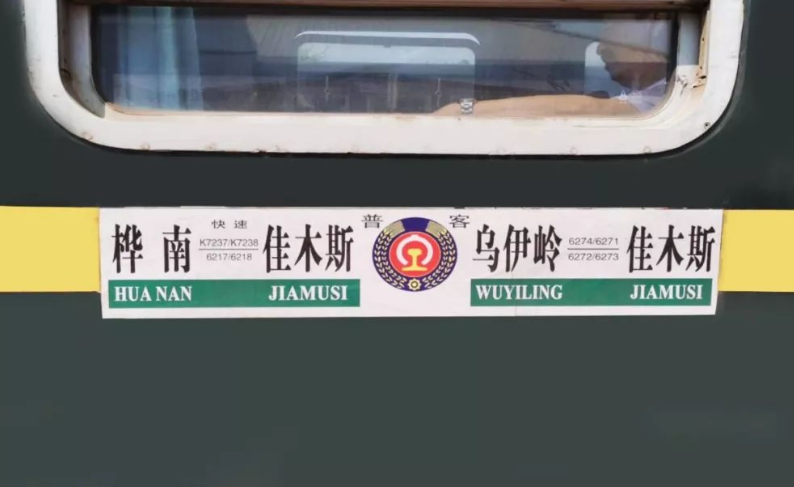 快速
普客
桦南
K7237/K7238
6217/6218
佳木斯
乌伊岭
6274/6271
6272/6273
佳木斯
HUA NAN
JIAMUSI
WUYILING
JIAMUSI